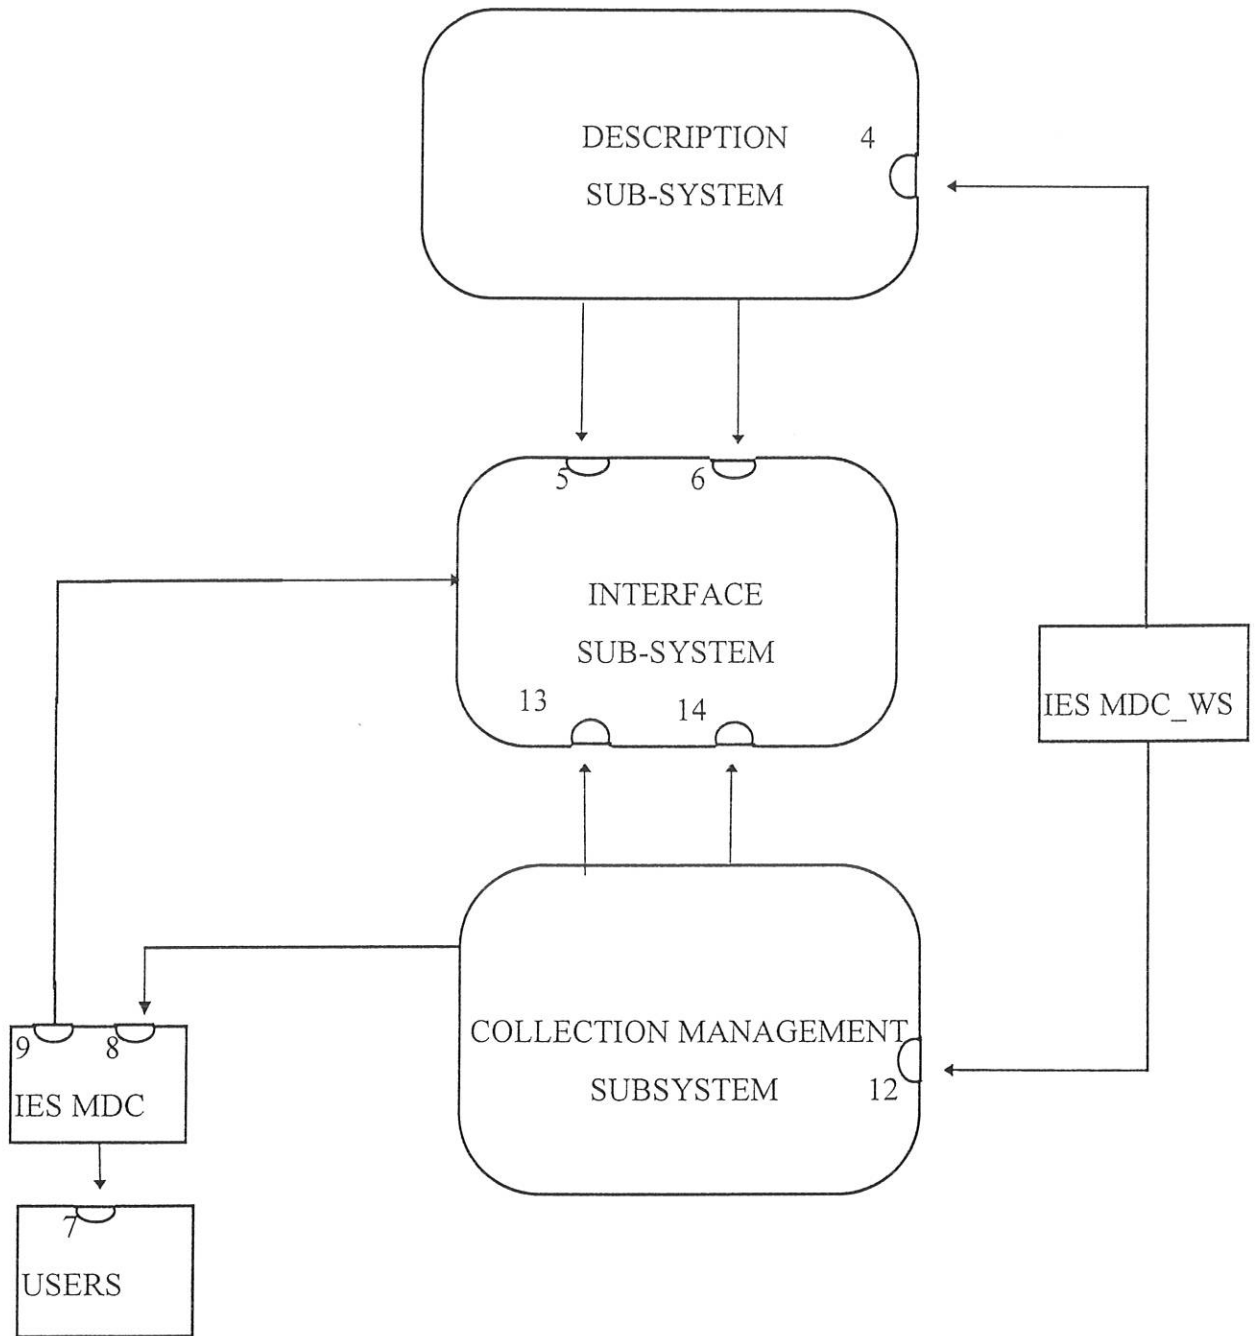 DESCRIPTION
SUB-SYSTEM
4
5
6
INTERFACE
SUB-SYSTEM
13
14
IES MDC_WS
COLLECTION MANAGEMENT
SUBSYSTEM
12
9
8
IES MDC
7
USERS